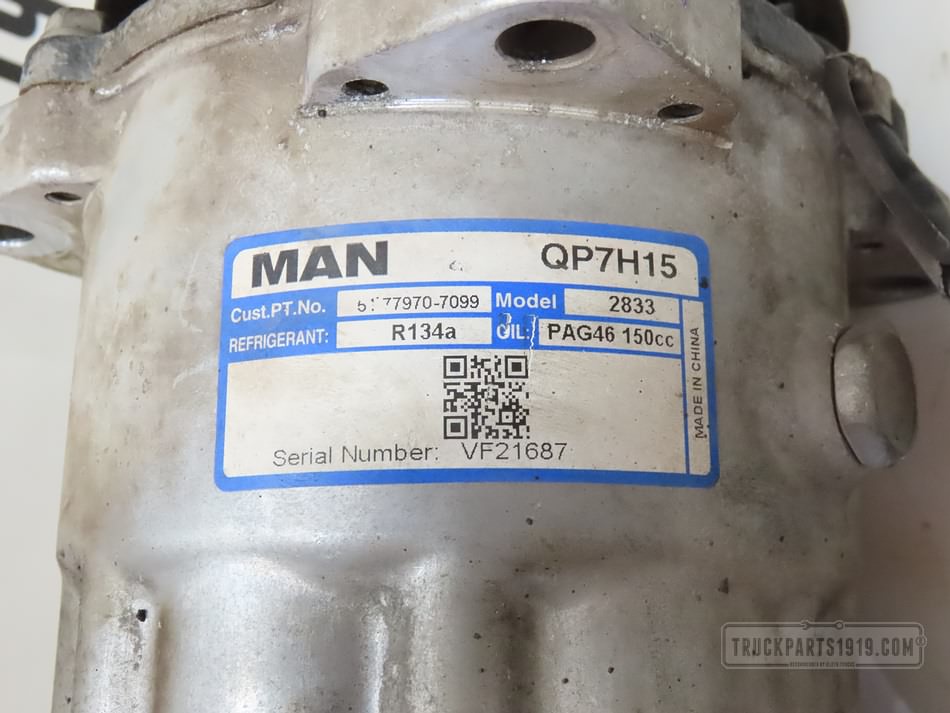 MAN QP7H15
Cust.PT.No. Model 2833
REFRIGERANT: R134a OIL: PAG46 150cc
MADE IN CHINA
Serial Number: VF21687
TRUCKPARTS1919.COM